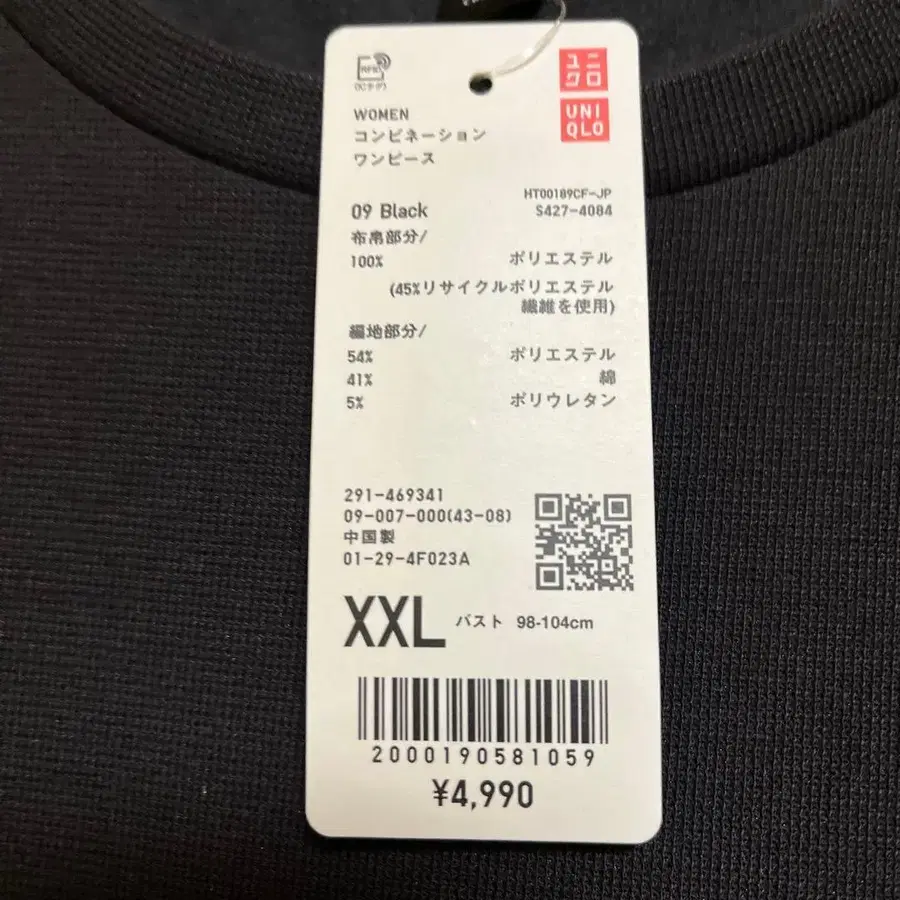 RFID
ユニ
クロ
UNI
QLO
WOMEN
コンビネーション
ワンピース
HT00189CF-JP
09 Black
S427-4084
布帛部分/
100% ポリエステル
(45%リサイクルポリエステル
繊維を使用)
編地部分/
54% ポリエステル
41% 綿
5% ポリウレタン
291-469341
09-007-000(43-08)
中国製
01-29-4F023A
XXL バスト 98-104cm
2000190581059
¥4,990